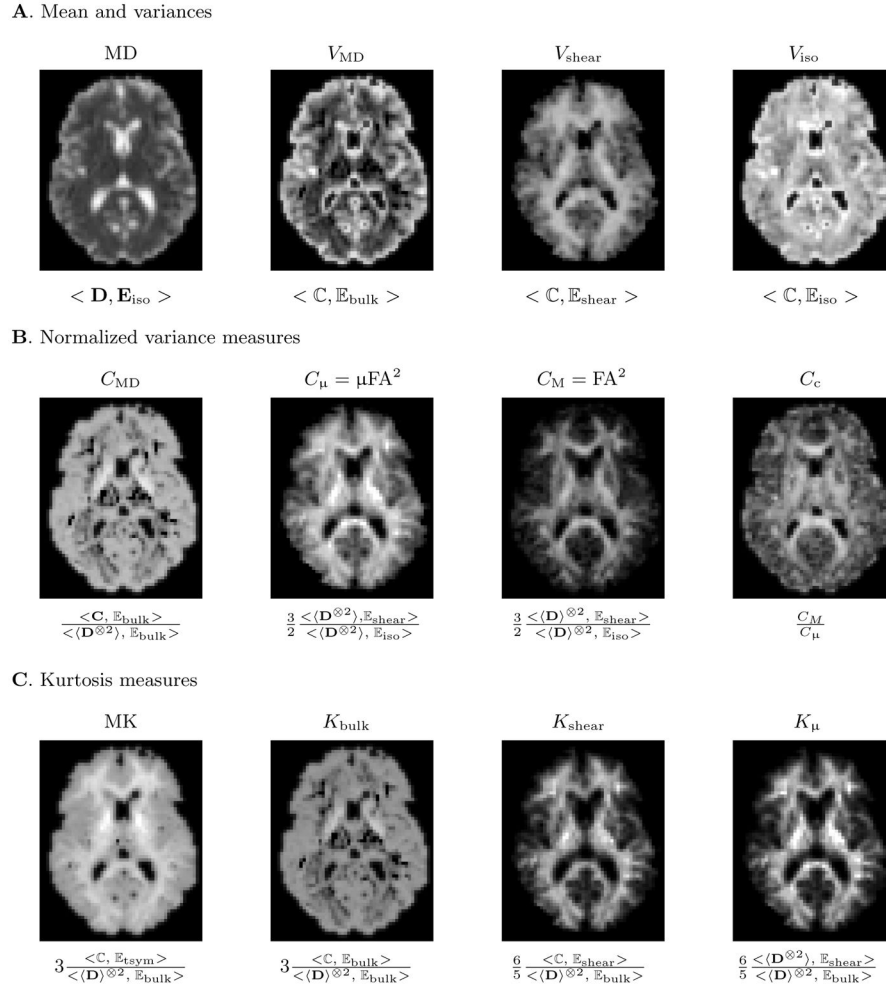 A. Mean and variances
MD V_MD V_shear V_iso
< D, E_iso > < ℂ, 𝔼_bulk > < ℂ, 𝔼_shear > < ℂ, 𝔼_iso >
B. Normalized variance measures
C_MD C_μ = μFA² C_M = FA² C_c
<C, 𝔼_bulk> / <⟨D^⊗2⟩, 𝔼_bulk> 3/2 <⟨D^⊗2⟩,𝔼_shear> / <⟨D^⊗2⟩, 𝔼_iso> 3/2 <⟨D⟩^⊗2, 𝔼_shear> / <⟨D⟩^⊗2, 𝔼_iso> C_M / C_μ
C. Kurtosis measures
MK K_bulk K_shear K_μ
3 <ℂ, 𝔼_tsym> / <⟨D⟩^⊗2, 𝔼_bulk> 3 <ℂ, 𝔼_bulk> / <⟨D⟩^⊗2, 𝔼_bulk> 6/5 <ℂ, 𝔼_shear> / <⟨D⟩^⊗2, 𝔼_bulk> 6/5 <⟨D^⊗2⟩, 𝔼_shear> / <⟨D⟩^⊗2, 𝔼_bulk>